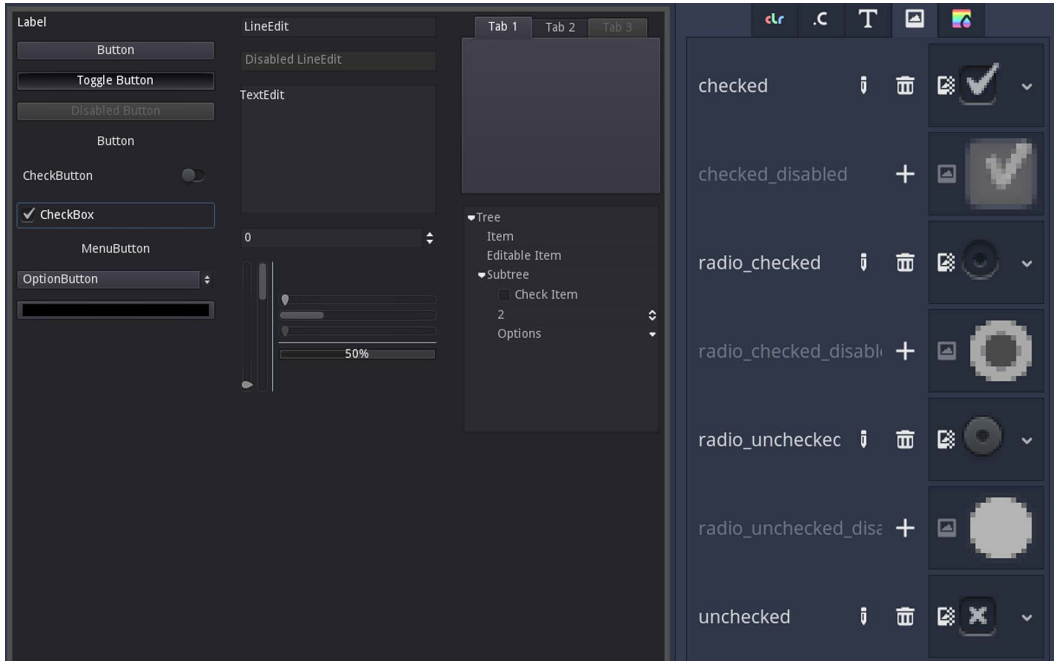 Label
Button
Toggle Button
Disabled Button
Button
CheckButton
CheckBox
MenuButton
OptionButton
LineEdit
Disabled LineEdit
TextEdit
0
50%
Tab 1 Tab 2 Tab 3
Tree
Item
Editable Item
Subtree
Check Item
2
Options
clr .C T
checked
checked_disabled
radio_checked
radio_checked_disabl
radio_unchecked
radio_unchecked_disa
unchecked